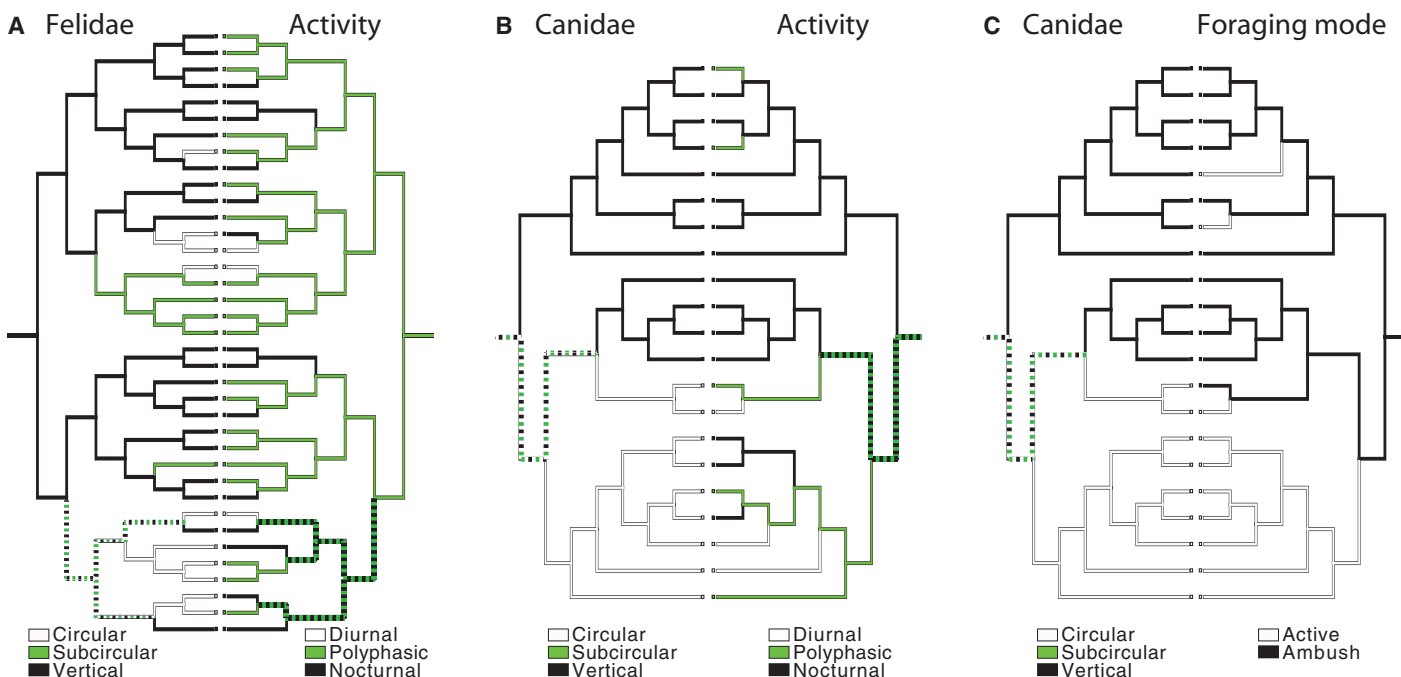 A Felidae Activity
B Canidae Activity
C Canidae Foraging mode
Circular Diurnal
Subcircular Polyphasic
Vertical Nocturnal
Circular Diurnal
Subcircular Polyphasic
Vertical Nocturnal
Circular Active
Subcircular Ambush
Vertical